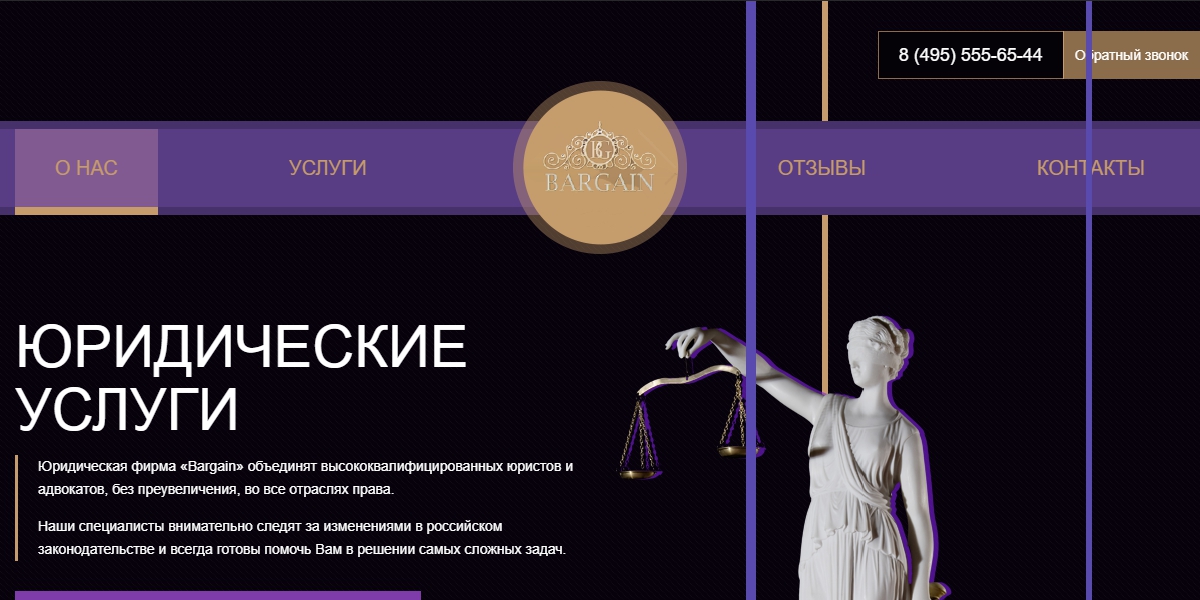 8 (495) 555-65-44
Обратный звонок
О НАС
УСЛУГИ
BG
BARGAIN
ОТЗЫВЫ
КОНТАКТЫ
ЮРИДИЧЕСКИЕ
УСЛУГИ
Юридическая фирма «Bargain» объединят высококвалифицированных юристов и
адвокатов, без преувеличения, во все отраслях права.
Наши специалисты внимательно следят за изменениями в российском
законодательстве и всегда готовы помочь Вам в решении самых сложных задач.